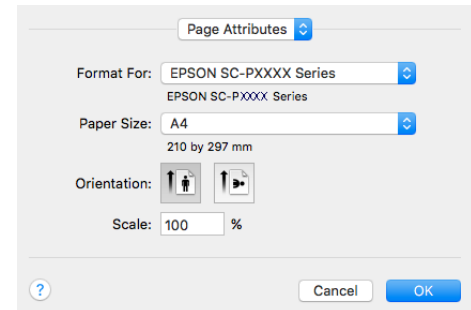 Page Attributes
Format For: EPSON SC-PXXXX Series
EPSON SC-PXXXX Series
Paper Size: A4
210 by 297 mm
Orientation:
Scale: 100 %
? Cancel OK